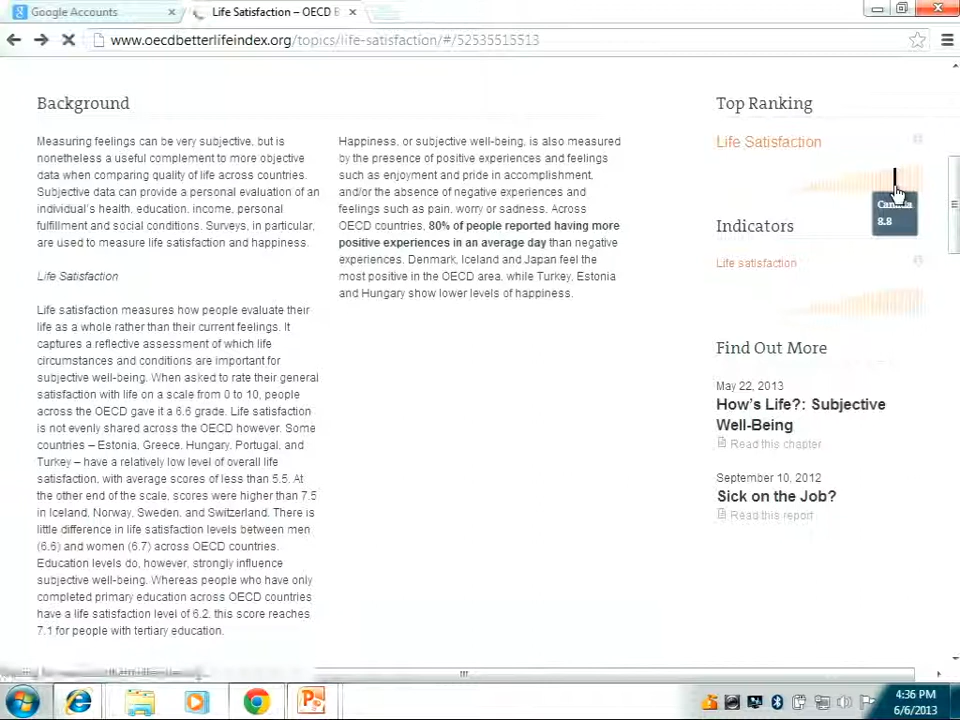 Google Accounts
Life Satisfaction – OECD B
www.oecdbetterlifeindex.org/topics/life-satisfaction/#/52535515513
Background
Measuring feelings can be very subjective, but is
nonetheless a useful complement to more objective
data when comparing quality of life across countries.
Subjective data can provide a personal evaluation of an
individual's health, education, income, personal
fulfillment and social conditions. Surveys, in particular,
are used to measure life satisfaction and happiness.
Life Satisfaction
Life satisfaction measures how people evaluate their
life as a whole rather than their current feelings. It
captures a reflective assessment of which life
circumstances and conditions are important for
subjective well-being. When asked to rate their general
satisfaction with life on a scale from 0 to 10, people
across the OECD gave it a 6.6 grade. Life satisfaction
is not evenly shared across the OECD however. Some
countries – Estonia, Greece, Hungary, Portugal, and
Turkey – have a relatively low level of overall life
satisfaction, with average scores of less than 5.5. At
the other end of the scale, scores were higher than 7.5
in Iceland, Norway, Sweden, and Switzerland. There is
little difference in life satisfaction levels between men
(6.6) and women (6.7) across OECD countries.
Education levels do, however, strongly influence
subjective well-being. Whereas people who have only
completed primary education across OECD countries
have a life satisfaction level of 6.2, this score reaches
7.1 for people with tertiary education.
Happiness, or subjective well-being, is also measured
by the presence of positive experiences and feelings
such as enjoyment and pride in accomplishment,
and/or the absence of negative experiences and
feelings such as pain, worry or sadness. Across
OECD countries, 80% of people reported having more
positive experiences in an average day than negative
experiences. Denmark, Iceland and Japan feel the
most positive in the OECD area, while Turkey, Estonia
and Hungary show lower levels of happiness.
Top Ranking
Life Satisfaction
Canada
8.8
Indicators
Life satisfaction
Find Out More
May 22, 2013
How's Life?: Subjective
Well-Being
Read this chapter
September 10, 2012
Sick on the Job?
Read this report
4:36 PM
6/6/2013